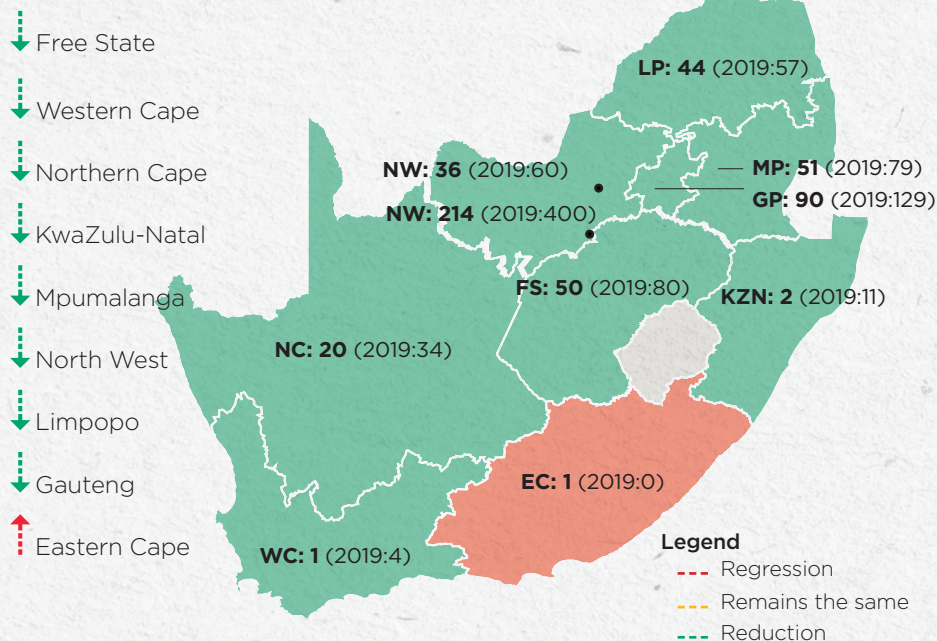 Free State
Western Cape
Northern Cape
KwaZulu-Natal
Mpumalanga
North West
Limpopo
Gauteng
Eastern Cape
LP: 44 (2019:57)
NW: 36 (2019:60)
MP: 51 (2019:79)
GP: 90 (2019:129)
NW: 214 (2019:400)
FS: 50 (2019:80)
KZN: 2 (2019:11)
NC: 20 (2019:34)
EC: 1 (2019:0)
WC: 1 (2019:4)
Legend
Regression
Remains the same
Reduction